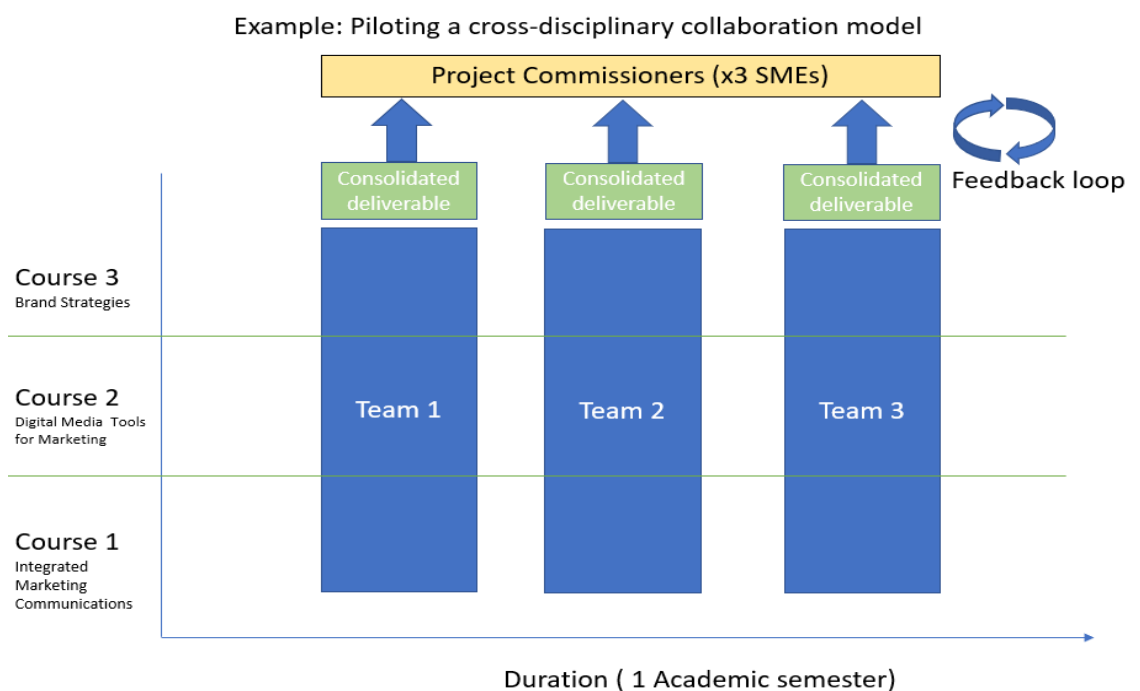 Example: Piloting a cross-disciplinary collaboration model
Project Commissioners (x3 SMEs)
Consolidated
deliverable
Consolidated
deliverable
Consolidated
deliverable
Feedback loop
Course 3
Brand Strategies
Course 2
Digital Media Tools
for Marketing
Team 1
Team 2
Team 3
Course 1
Integrated
Marketing
Communications
Duration ( 1 Academic semester)